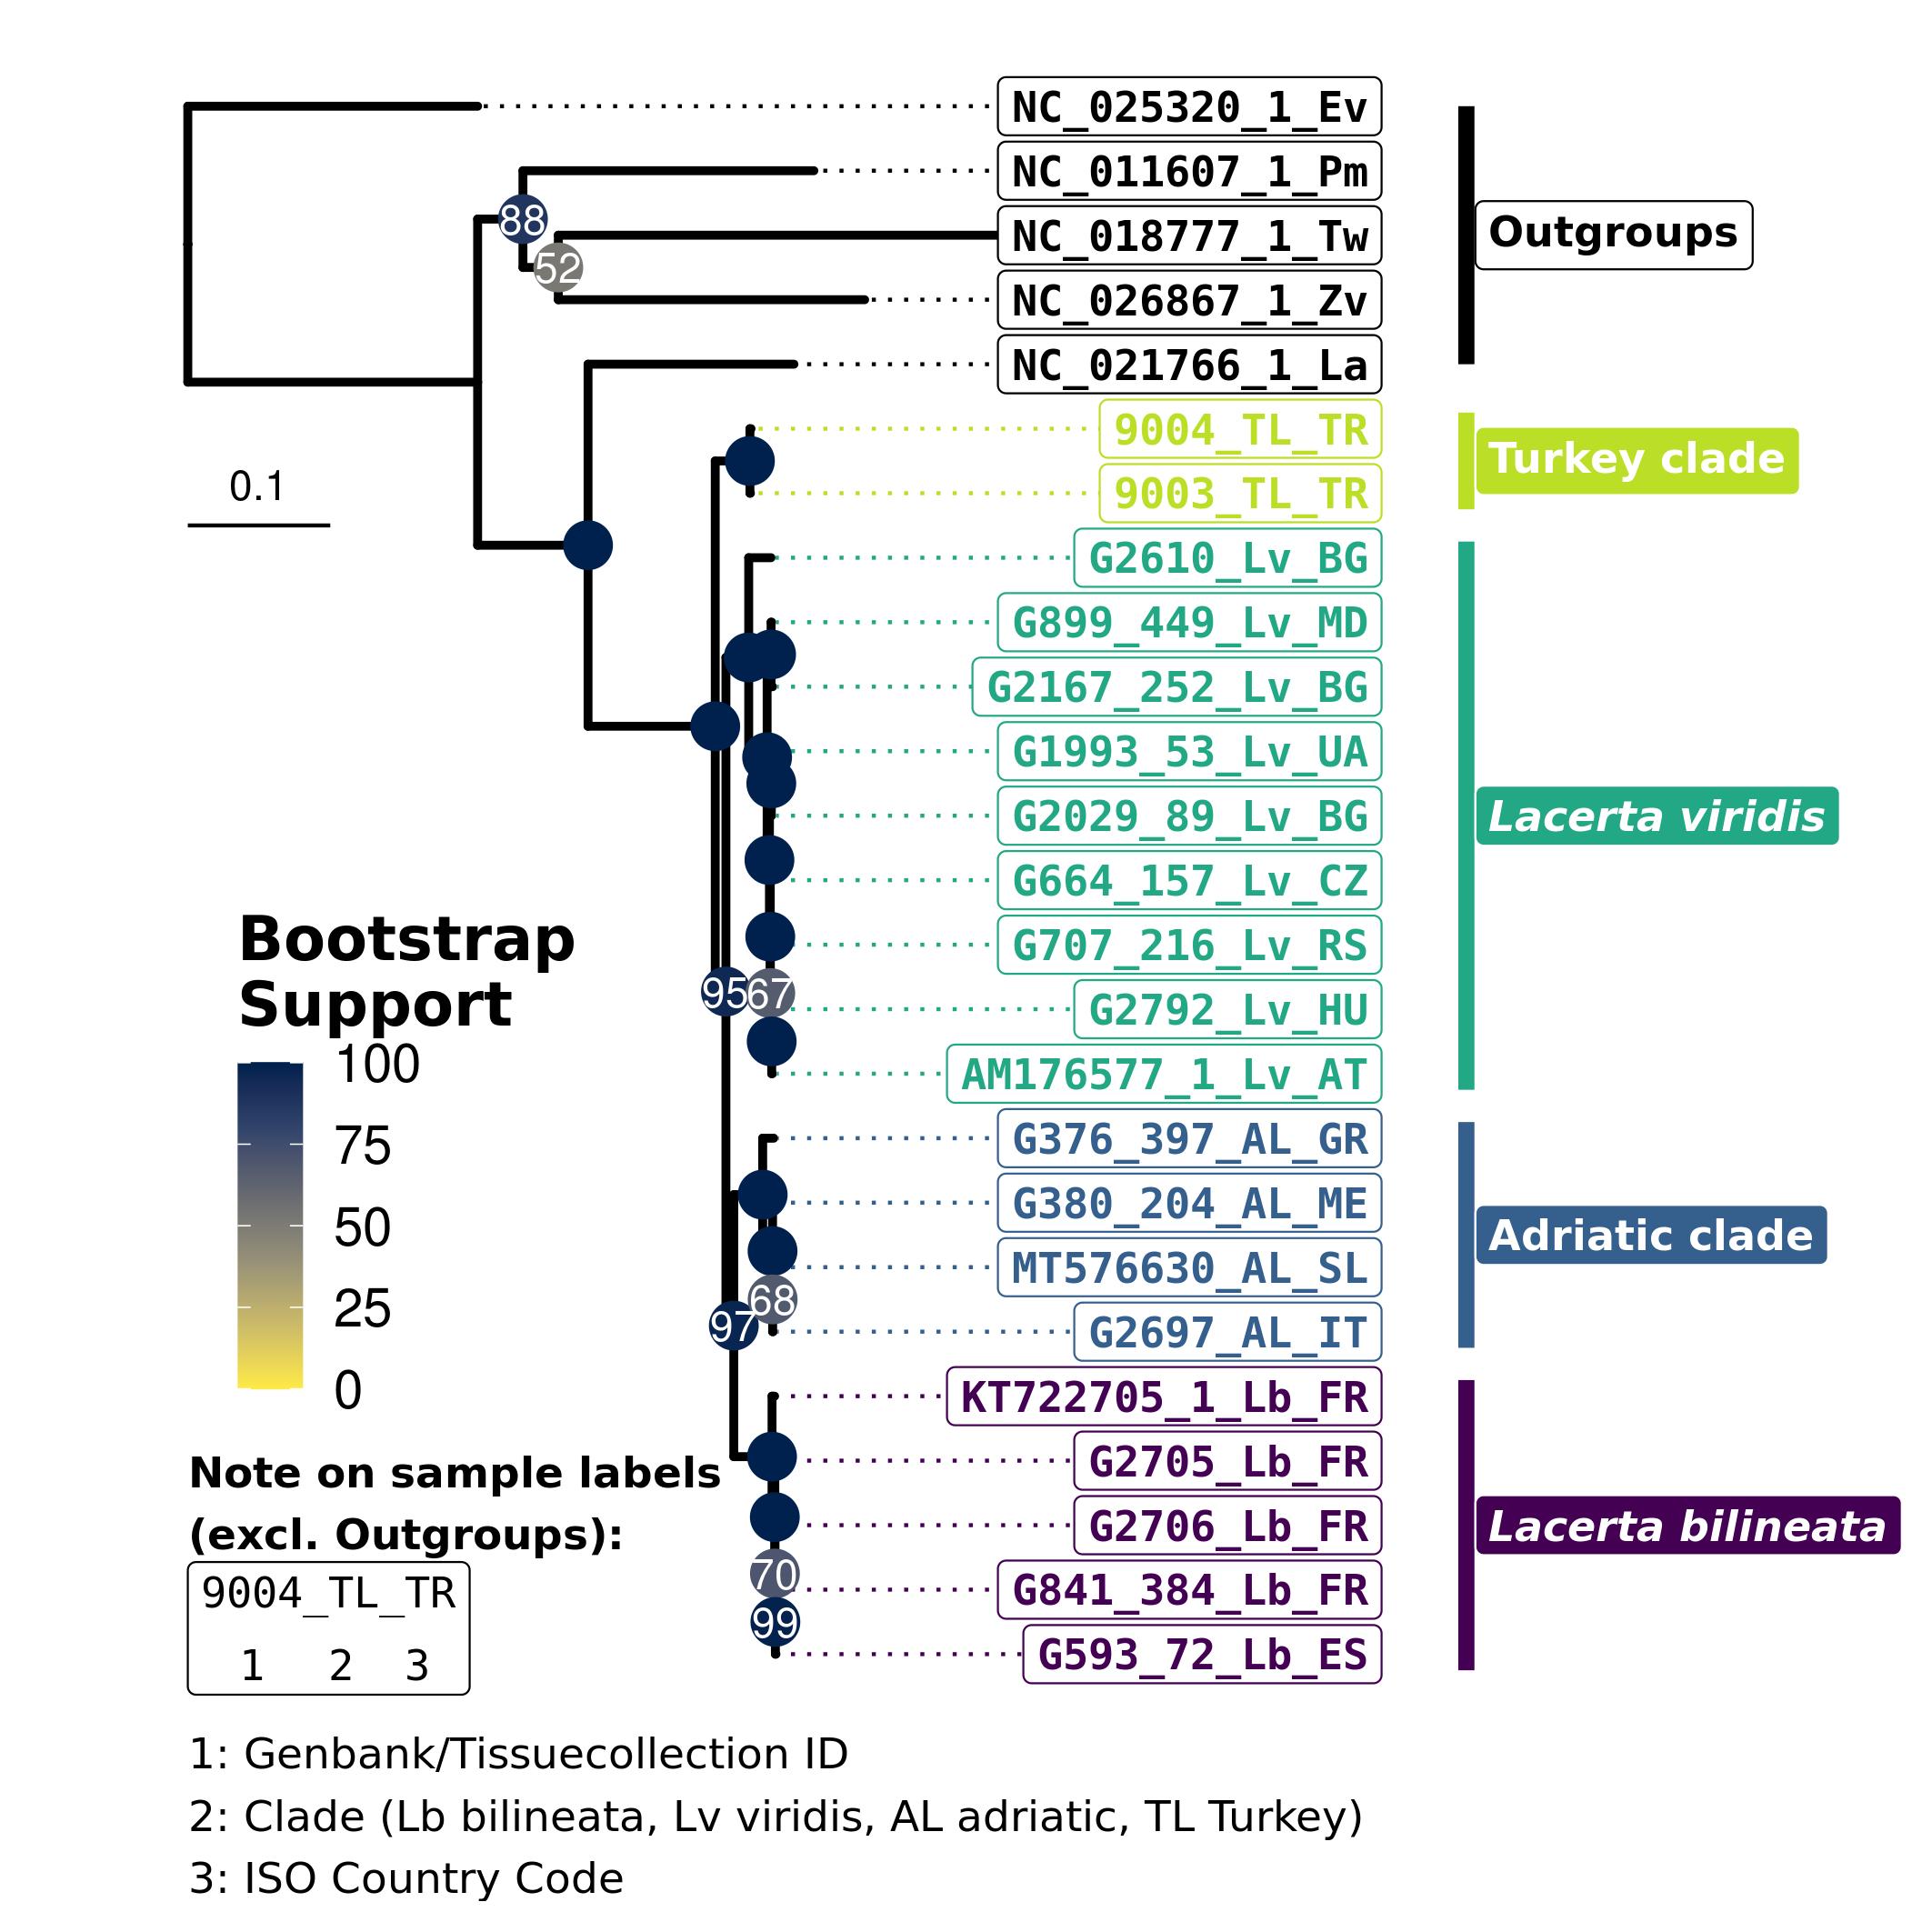 NC_025320_1_Ev
NC_011607_1_Pm
88
NC_018777_1_Tw
Outgroups
52
NC_026867_1_Zv
NC_021766_1_La
9004_TL_TR
Turkey clade
0.1
9003_TL_TR
G2610_Lv_BG
G899_449_Lv_MD
G2167_252_Lv_BG
G1993_53_Lv_UA
G2029_89_Lv_BG
Lacerta viridis
G664_157_Lv_CZ
G707_216_Lv_RS
95
67
G2792_Lv_HU
AM176577_1_Lv_AT
Bootstrap
Support
100
75
50
25
0
G376_397_AL_GR
G380_204_AL_ME
Adriatic clade
MT576630_AL_SL
68
97
G2697_AL_IT
KT722705_1_Lb_FR
G2705_Lb_FR
G2706_Lb_FR
Lacerta bilineata
70
G841_384_Lb_FR
99
G593_72_Lb_ES
Note on sample labels
(excl. Outgroups):
9004_TL_TR
1 2 3
1: Genbank/Tissuecollection ID
2: Clade (Lb bilineata, Lv viridis, AL adriatic, TL Turkey)
3: ISO Country Code